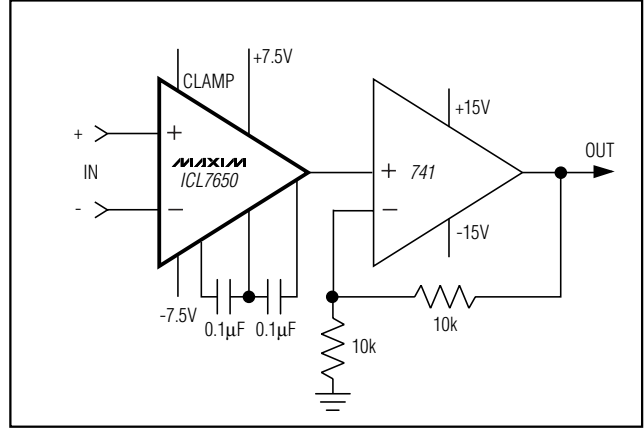 +7.5V
CLAMP
+15V
+
+
OUT
MAXIM
ICL7650
IN
+
741
-
−
−
-15V
-7.5V
0.1µF
0.1µF
10k
10k